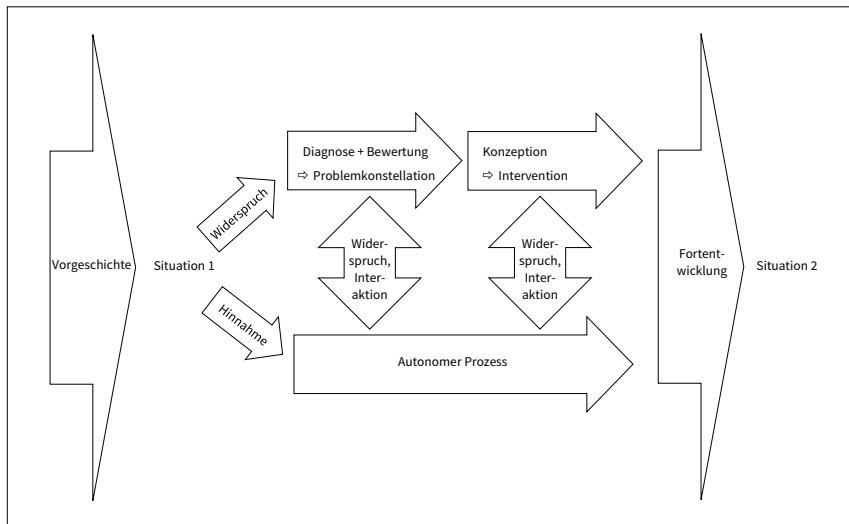 Vorgeschichte
Situation 1
Widerspruch
Hinnahme
Diagnose + Bewertung
⇨ Problemkonstellation
Konzeption
⇨ Intervention
Wider-
spruch,
Inter-
aktion
Wider-
spruch,
Inter-
aktion
Autonomer Prozess
Fortent-
wicklung
Situation 2